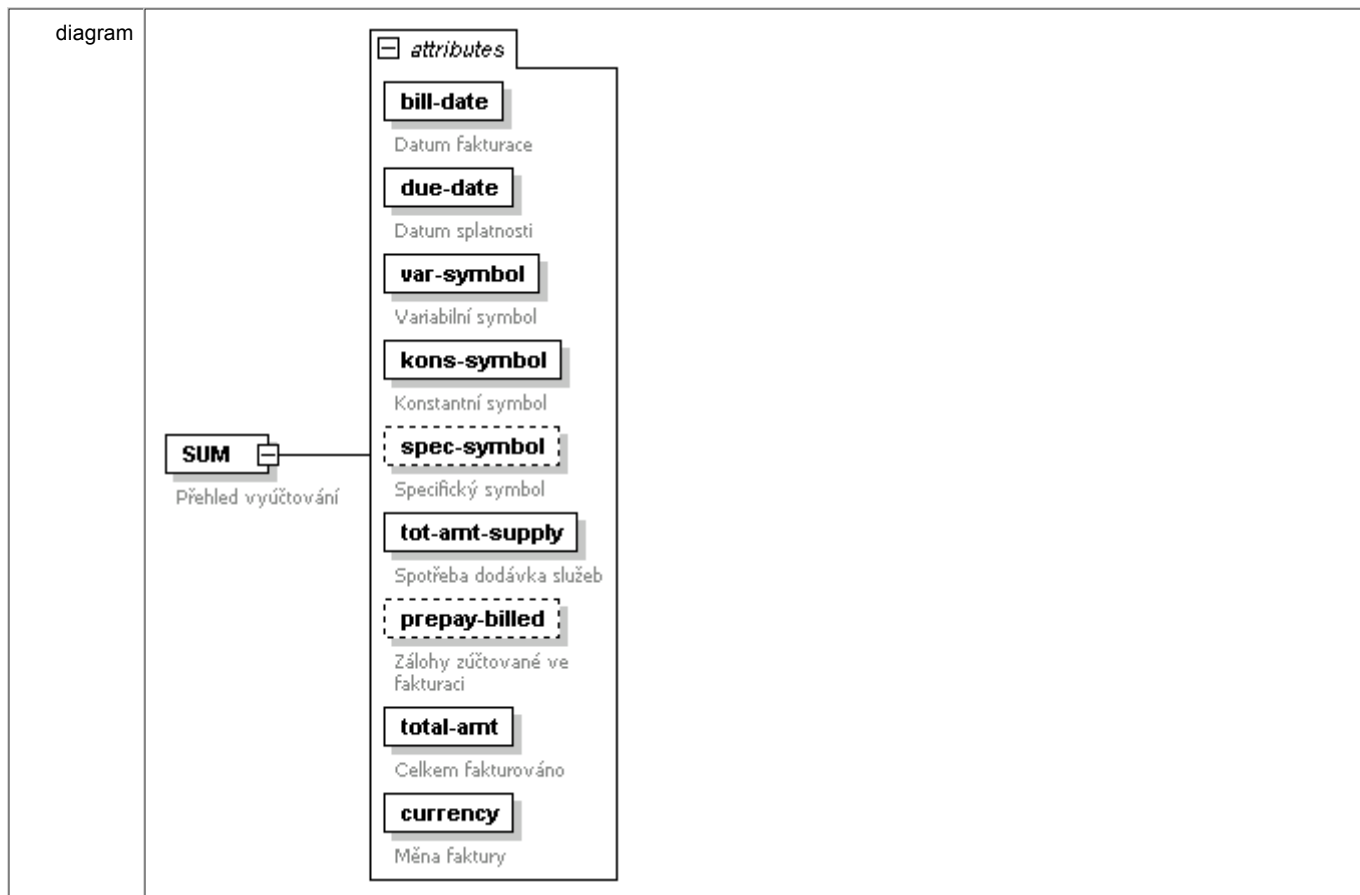 diagram
attributes
bill-date
Datum fakturace
due-date
Datum splatnosti
var-symbol
Variabilní symbol
kons-symbol
Konstantní symbol
spec-symbol
Specifický symbol
SUM
Přehled vyúčtování
tot-amt-supply
Spotřeba dodávka služeb
prepay-billed
Zálohy zúčtované ve
fakturaci
total-amt
Celkem fakturováno
currency
Měna faktury